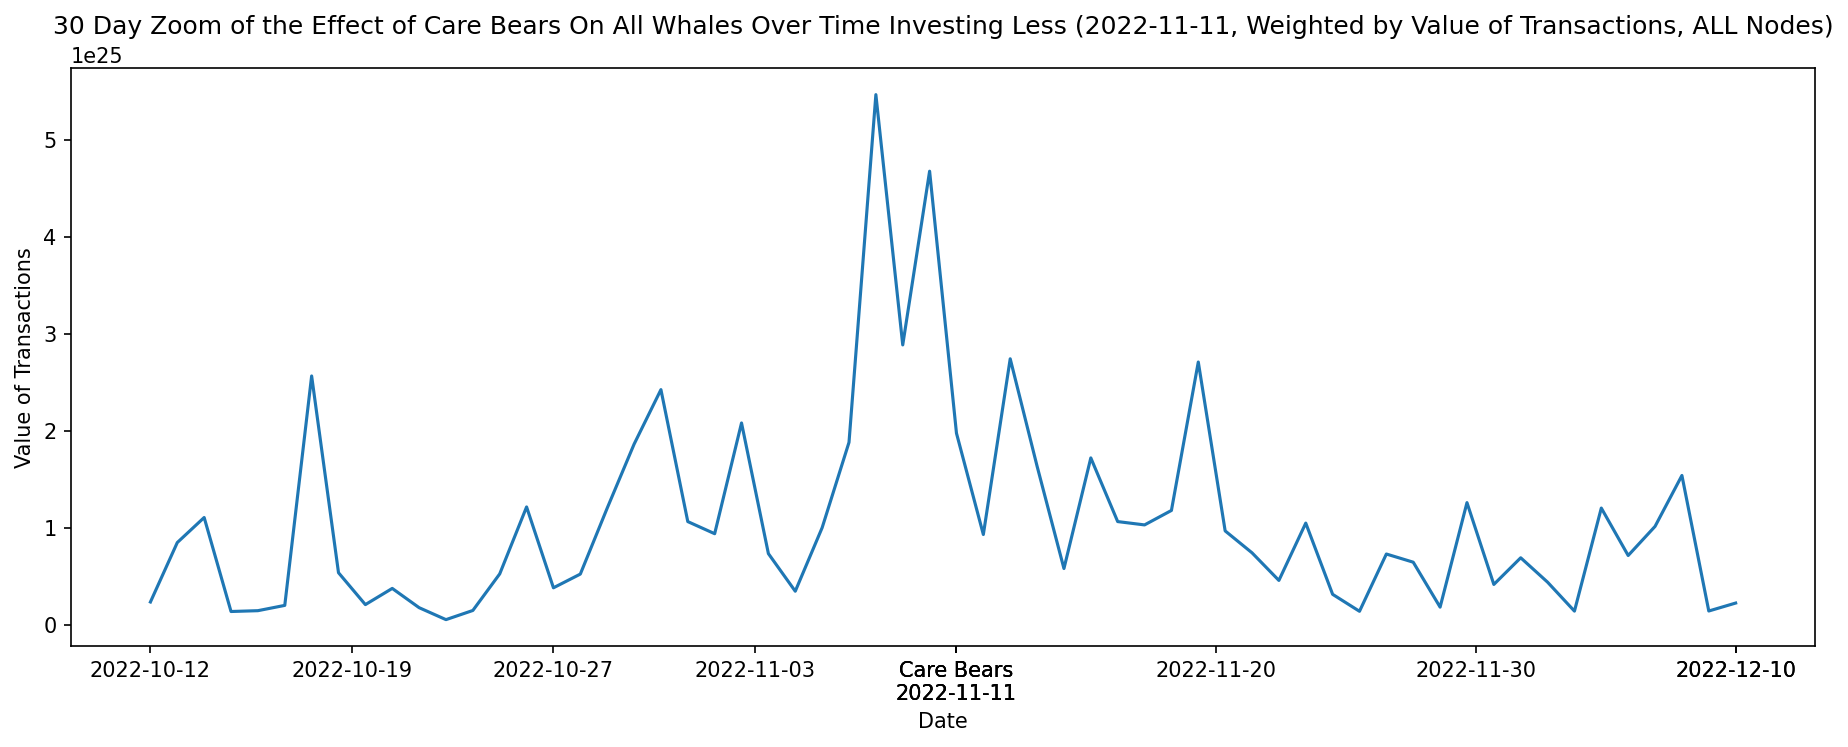 30 Day Zoom of the Effect of Care Bears On All Whales Over Time Investing Less (2022-11-11, Weighted by Value of Transactions, ALL Nodes)
1e25
5
4
3
2
1
0
Value of Transactions
2022-10-12 2022-10-19 2022-10-27 2022-11-03 Care Bears 2022-11-20 2022-11-30 2022-12-10
2022-11-11
Date